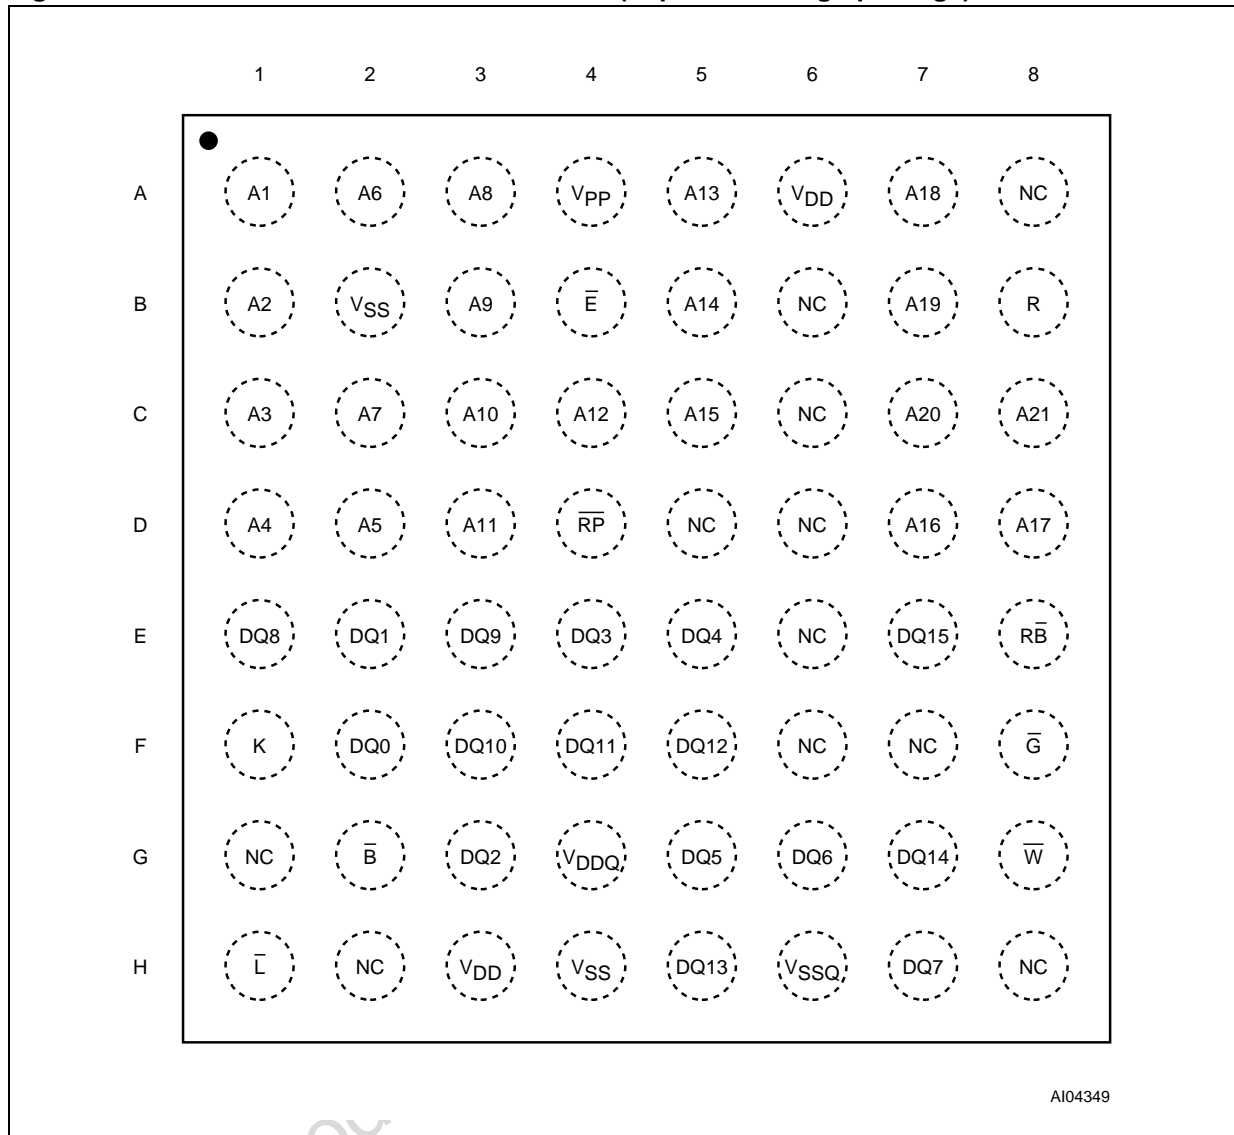 1 2 3 4 5 6 7 8
A A1 A6 A8 VPP A13 VDD A18 NC
B A2 VSS A9 E̅ A14 NC A19 R
C A3 A7 A10 A12 A15 NC A20 A21
D A4 A5 A11 R̅P̅ NC NC A16 A17
E DQ8 DQ1 DQ9 DQ3 DQ4 NC DQ15 RB̅
F K DQ0 DQ10 DQ11 DQ12 NC NC G̅
G NC B̅ DQ2 VDDQ DQ5 DQ6 DQ14 W̅
H L̅ NC VDD VSS DQ13 VSSQ DQ7 NC
AI04349